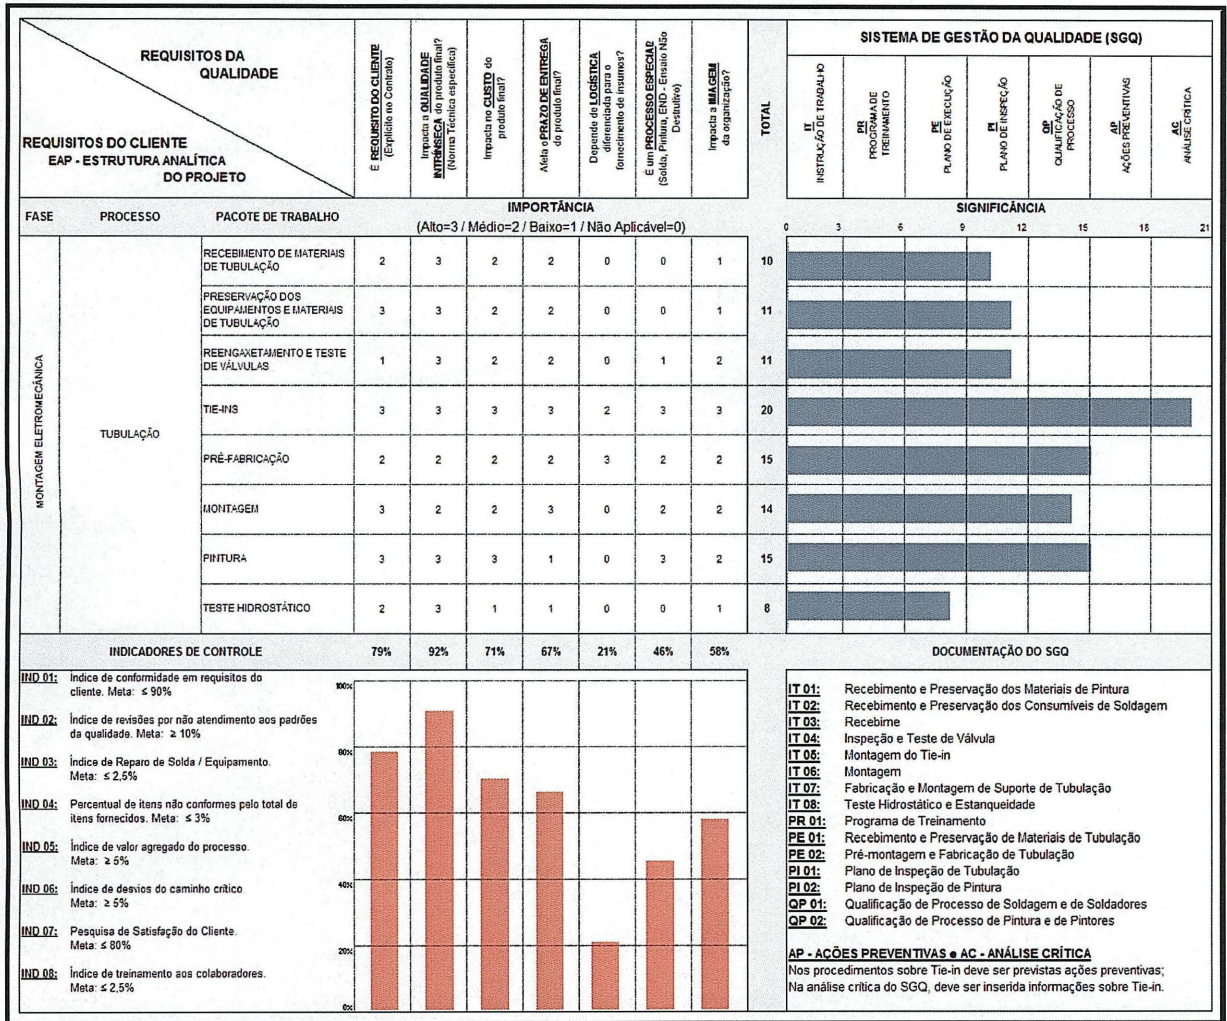 REQUISITOS DA
QUALIDADE
REQUISITOS DO CLIENTE
EAP - ESTRUTURA ANALÍTICA
DO PROJETO
É REQUISITO DO CLIENTE
(Explícito no Contrato)
Impacta a QUALIDADE
INTRÍNSECA do produto final?
(Norma Técnica especifica)
Impacta no CUSTO do
produto final?
Afeta o PRAZO DE ENTREGA
do produto final?
Depende de LOGÍSTICA
diferenciada para o
fornecimento de insumos?
É um PROCESSO ESPECIAL?
(Solda, Pintura, END - Ensaio Não
Destrutivo)
Impacta a IMAGEM
da organização?
TOTAL
SISTEMA DE GESTÃO DA QUALIDADE (SGQ)
IT
INSTRUÇÃO DE TRABALHO
PR
PROGRAMA DE
TREINAMENTO
PE
PLANO DE EXECUÇÃO
PI
PLANO DE INSPEÇÃO
QP
QUALIFICAÇÃO DE
PROCESSO
AP
AÇÕES PREVENTIVAS
AC
ANÁLISE CRÍTICA
FASE PROCESSO PACOTE DE TRABALHO
IMPORTÂNCIA
(Alto=3 / Médio=2 / Baixo=1 / Não Aplicável=0)
SIGNIFICÂNCIA
0 3 6 9 12 15 18 21
MONTAGEM ELETROMECÂNICA
TUBULAÇÃO
RECEBIMENTO DE MATERIAIS
DE TUBULAÇÃO
2 3 2 2 0 0 1 10
PRESERVAÇÃO DOS
EQUIPAMENTOS E MATERIAIS
DE TUBULAÇÃO
3 3 2 2 0 0 1 11
REENGAXETAMENTO E TESTE
DE VÁLVULAS
1 3 2 2 0 1 2 11
TIE-INS
3 3 3 3 2 3 3 20
PRÉ-FABRICAÇÃO
2 2 2 2 3 2 2 15
MONTAGEM
3 2 2 3 0 2 2 14
PINTURA
3 3 3 1 0 3 2 15
TESTE HIDROSTÁTICO
2 3 1 1 0 0 1 8
INDICADORES DE CONTROLE
79% 92% 71% 67% 21% 46% 58%
DOCUMENTAÇÃO DO SGQ
IND 01: Índice de conformidade em requisitos do
cliente. Meta: ≤ 90%
IND 02: Índice de revisões por não atendimento aos padrões
da qualidade. Meta: ≥ 10%
IND 03: Índice de Reparo de Solda / Equipamento.
Meta: ≤ 2,5%
IND 04: Percentual de itens não conformes pelo total de
itens fornecidos. Meta: ≤ 3%
IND 05: Índice de valor agregado do processo.
Meta: ≥ 5%
IND 06: Índice de desvios do caminho crítico
Meta: ≥ 5%
IND 07: Pesquisa de Satisfação do Cliente.
Meta: ≤ 80%
IND 08: Índice de treinamento aos colaboradores.
Meta: ≤ 2,5%
100%
80%
60%
40%
20%
0%
IT 01: Recebimento e Preservação dos Materiais de Pintura
IT 02: Recebimento e Preservação dos Consumíveis de Soldagem
IT 03: Recebime
IT 04: Inspeção e Teste de Válvula
IT 05: Montagem do Tie-in
IT 06: Montagem
IT 07: Fabricação e Montagem de Suporte de Tubulação
IT 08: Teste Hidrostático e Estanqueidade
PR 01: Programa de Treinamento
PE 01: Recebimento e Preservação de Materiais de Tubulação
PE 02: Pré-montagem e Fabricação de Tubulação
PI 01: Plano de Inspeção de Tubulação
PI 02: Plano de Inspeção de Pintura
QP 01: Qualificação de Processo de Soldagem e de Soldadores
QP 02: Qualificação de Processo de Pintura e de Pintores
AP - AÇÕES PREVENTIVAS e AC - ANÁLISE CRÍTICA
Nos procedimentos sobre Tie-in deve ser previstas ações preventivas;
Na análise crítica do SGQ, deve ser inserida informações sobre Tie-in.